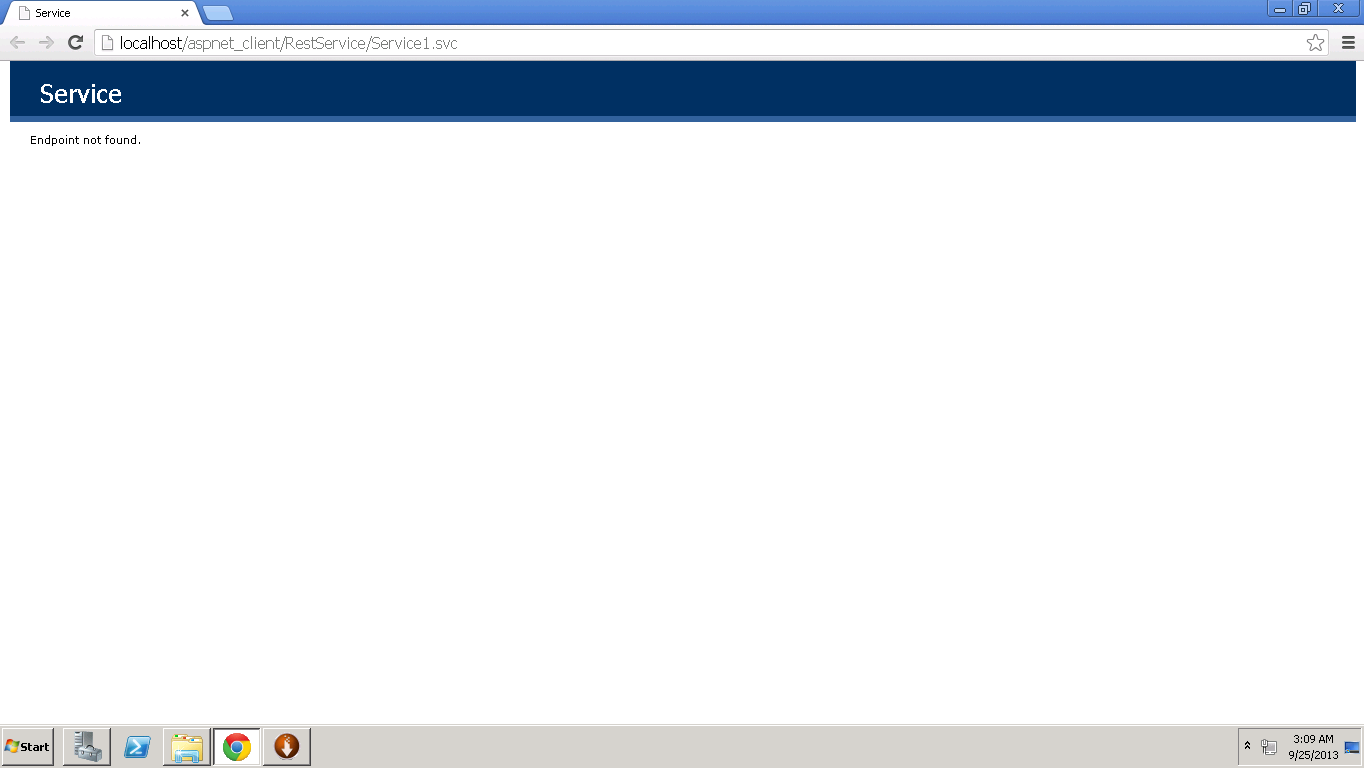 Service
localhost/aspnet_client/RestService/Service1.svc
Service
Endpoint not found.
Start
3:09 AM
9/25/2013